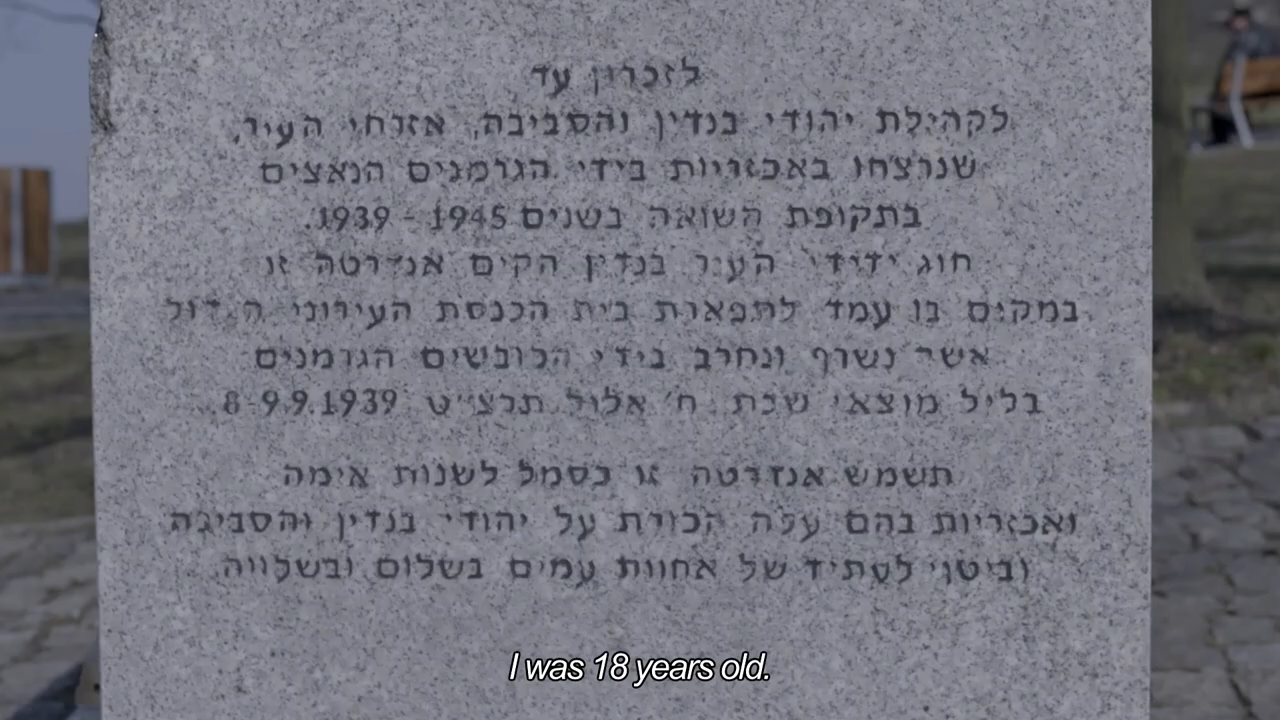 לזכרון עד
לקהילת יהודי בנדין והסביבה, אזרחי העיר,
שנרצחו באכזריות בידי הגרמנים הנאצים
בתקופת השואה בשנים 1945 - 1939.
חוג ידידי העיר בנדין הקים אנדרטה זו
במקום בו עמד לתפארת בית הכנסת העירוני הגדול
אשר נשרף ונחרב בידי הכובשים הגרמנים
בליל מוצאי שבת ח' אלול תרצ"ט 8-9.9.1939
תשמש אנדרטה זו כסמל לשנות אימה
ואכזריות בהם עלה הכורת על יהודי בנדין והסביבה
וביטוי לעתיד של אחוות עמים בשלום ובשלווה
I was 18 years old.